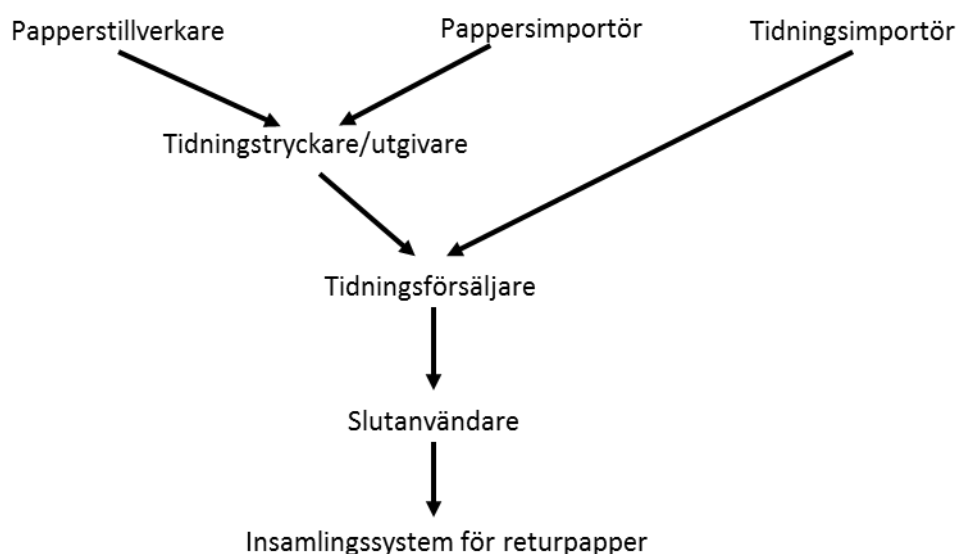 Papperstillverkare
Pappersimportör
Tidningsimportör
Tidningstryckare/utgivare
Tidningsförsäljare
Slutanvändare
Insamlingssystem för returpapper